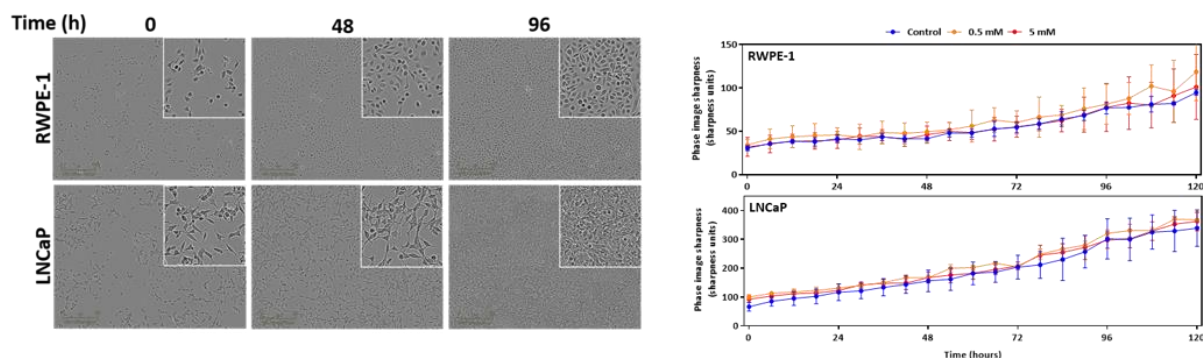 Time (h) 0 48 96
RWPE-1
LNCaP
Control 0.5 mM 5 mM
RWPE-1
Phase image sharpness
(sharpness units)
150
100
50
0
0 24 48 72 96 120
LNCaP
Phase image sharpness
(sharpness units)
400
300
200
100
0
0 24 48 72 96 120
Time (hours)